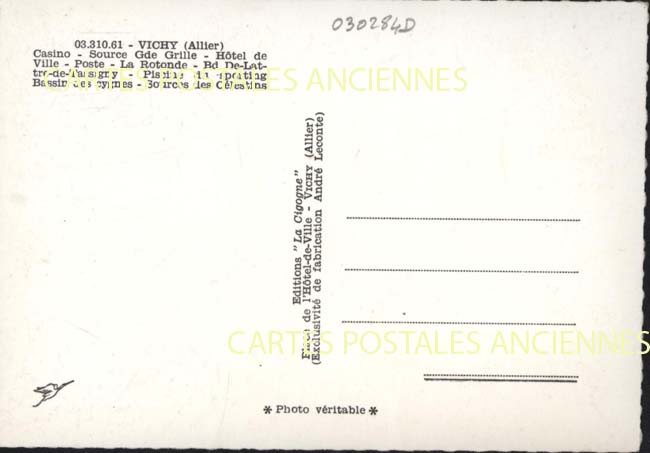 030284D
03.310.61 - VICHY (Allier)
Casino - Source Gde Grille - Hôtel de
Ville - Poste - La Rotonde - Bd De-Lat-
tre-de-Tassigny - Piscine du Sporting
Bassin des cygnes - Sources des Célestins
CARTES POSTALES ANCIENNES
Editions "La Cigogne"
Place de l'Hôtel-de-Ville - VICHY (Allier)
(Exclusivité de fabrication André Leconte)
CARTES POSTALES ANCIENNES
* Photo véritable *